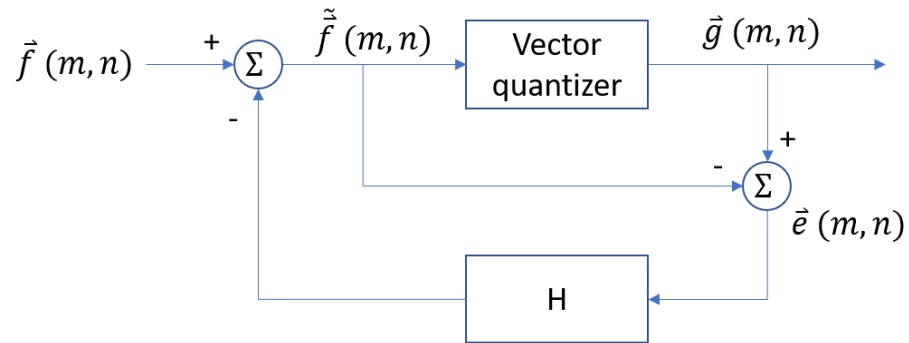 f⃗ (m, n)
+
Σ
-
f̃⃗ (m, n)
Vector
quantizer
g⃗ (m, n)
+
-
Σ
e⃗ (m, n)
H